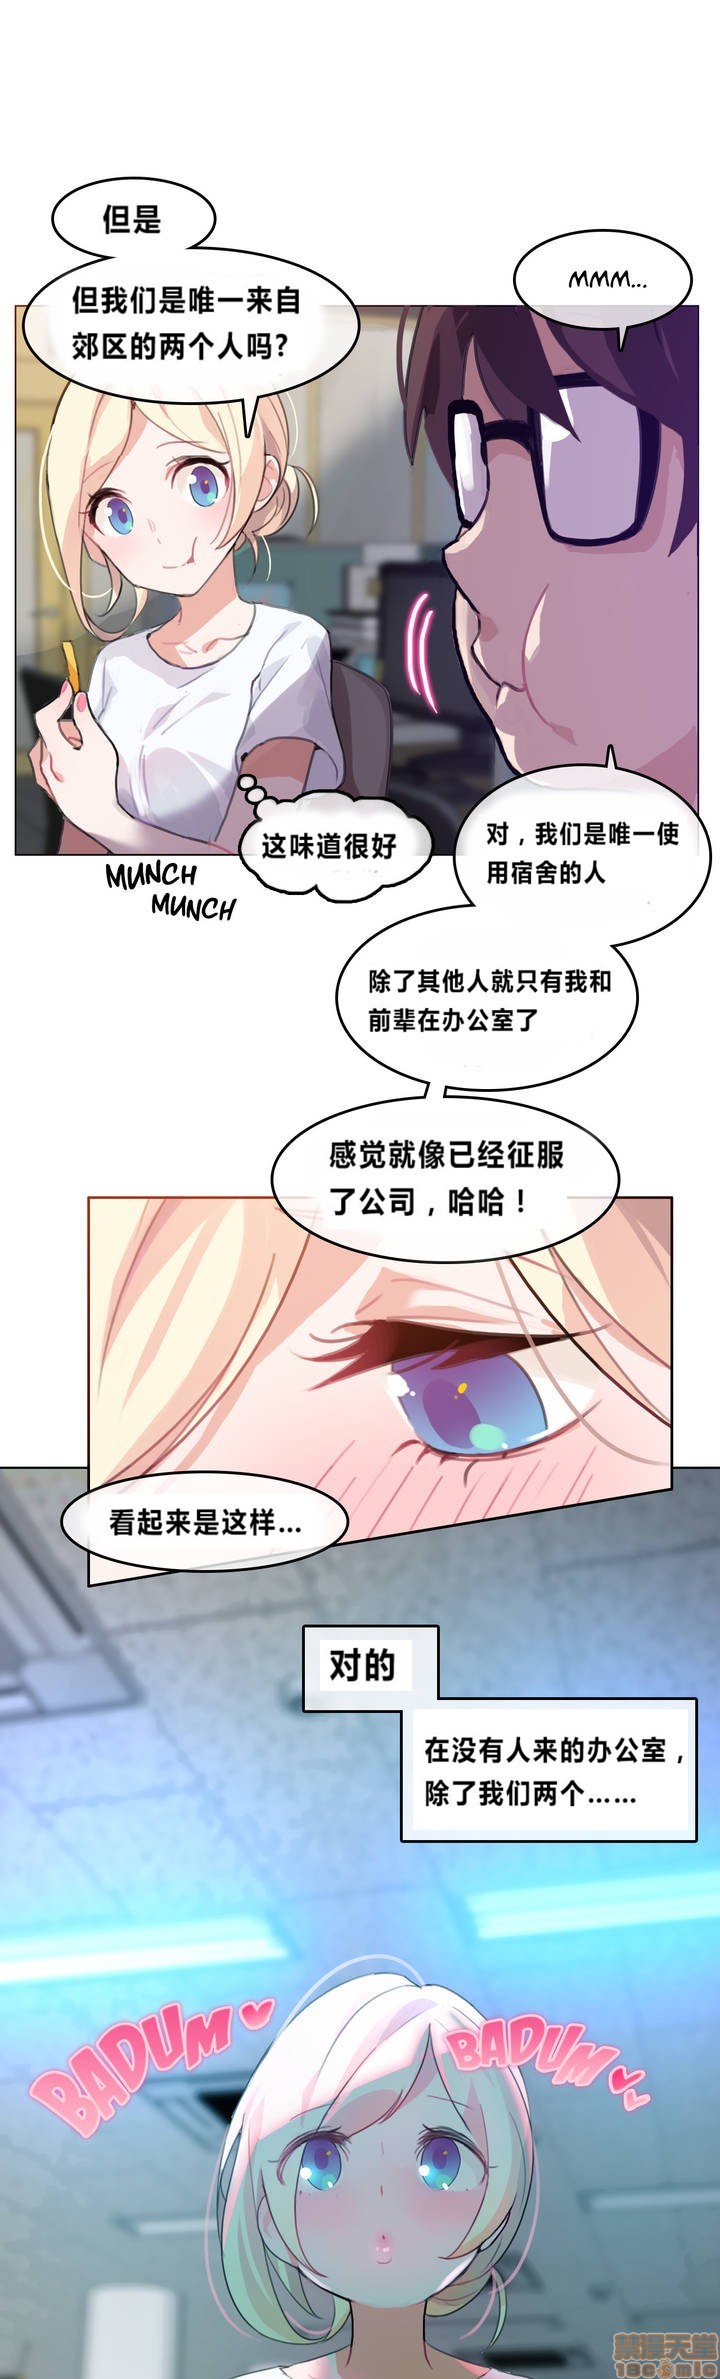 但是
但我们是唯一来自
郊区的两个人吗?
MMM...
这味道很好
MUNCH
MUNCH
对，我们是唯一使
用宿舍的人
除了其他人就只有我和
前辈在办公室了
感觉就像已经征服
了公司，哈哈！
看起来是这样...
对的
在没有人来的办公室，
除了我们两个……
BADUM
BADUM